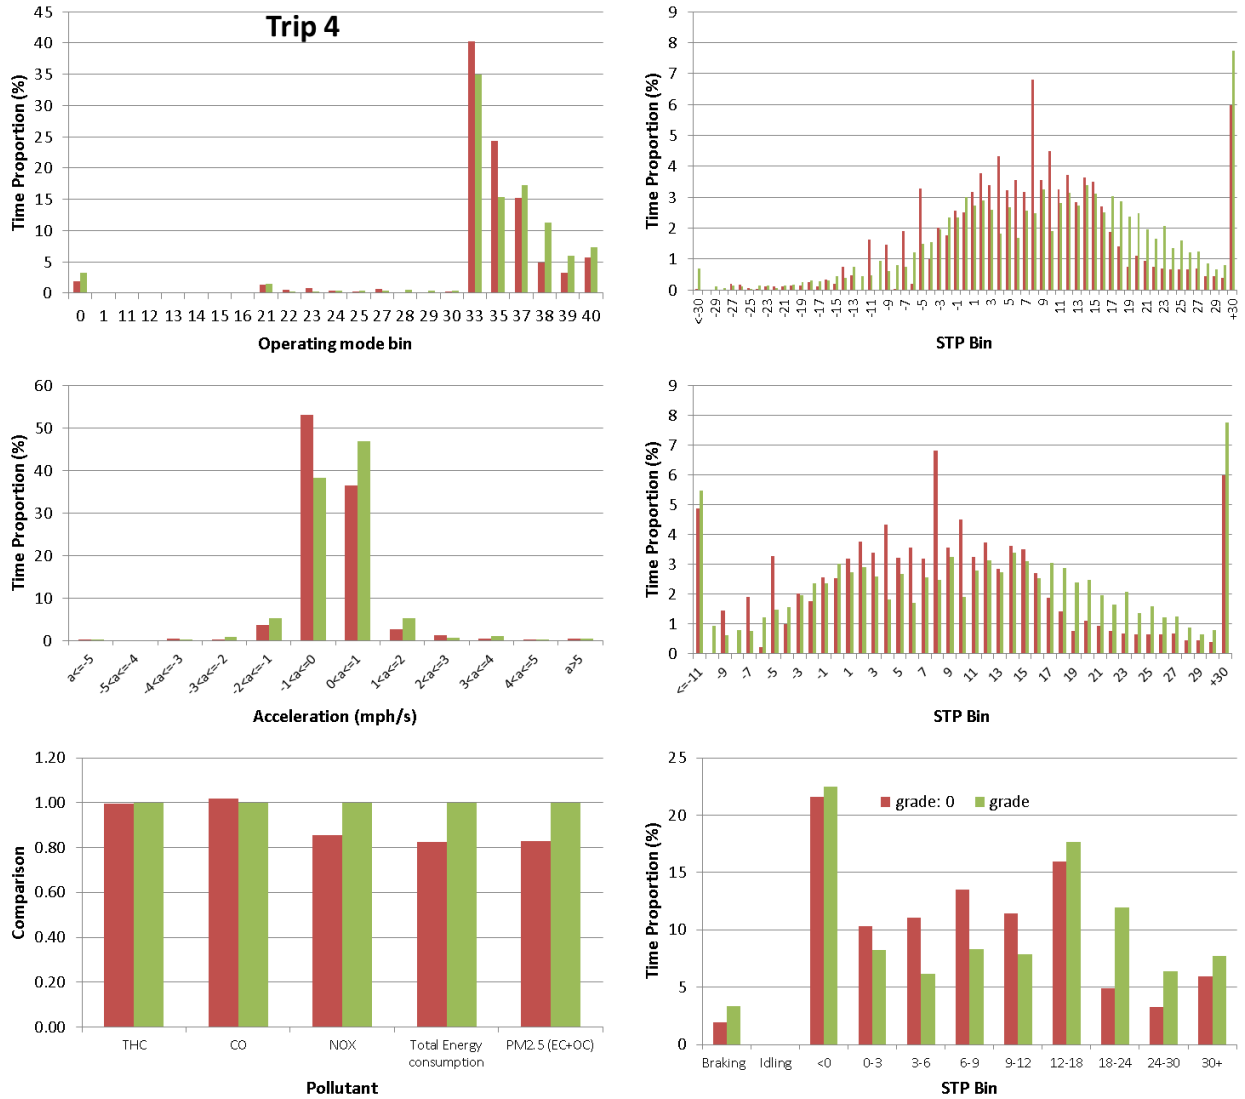 Trip 4
45
40
35
30
25
20
15
10
5
0
Time Proportion (%)
0 1 11 12 13 14 15 16 21 22 23 24 25 27 28 29 30 33 35 37 38 39 40
Operating mode bin
9
8
7
6
5
4
3
2
1
0
Time Proportion (%)
<-30 -29 -27 -25 -23 -21 -19 -17 -15 -13 -11 -9 -7 -5 -3 -1 1 3 5 7 9 11 13 15 17 19 21 23 25 27 29 +30
STP Bin
60
50
40
30
20
10
0
Time Proportion (%)
a<=-5 -5<a<=-4 -4<a<=-3 -3<a<=-2 -2<a<=-1 -1<a<=0 0<a<=1 1<a<=2 2<a<=3 3<a<=4 4<a<=5 a>5
Acceleration (mph/s)
9
8
7
6
5
4
3
2
1
0
Time Proportion (%)
<=-11 -9 -7 -5 -3 -1 1 3 5 7 9 11 13 15 17 19 21 23 25 27 29 +30
STP Bin
1.20
1.00
0.80
0.60
0.40
0.20
0.00
Comparison
THC CO NOX Total Energy PM2.5 (EC+OC)
consumption
Pollutant
25
20
15
10
5
0
Time Proportion (%)
grade: 0 grade
Braking Idling <0 0-3 3-6 6-9 9-12 12-18 18-24 24-30 30+
STP Bin